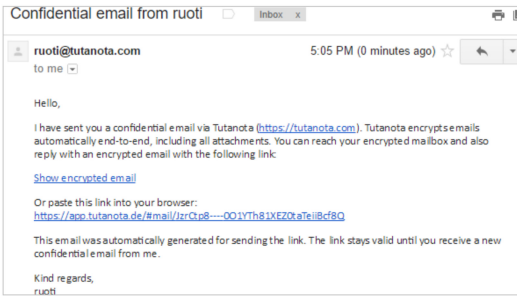 Confidential email from ruoti Inbox x
ruoti@tutanota.com 5:05 PM (0 minutes ago)
to me
Hello,
I have sent you a confidential email via Tutanota (https://tutanota.com). Tutanota encrypts emails
automatically end-to-end, including all attachments. You can reach your encrypted mailbox and also
reply with an encrypted email with the following link:
Show encrypted email
Or paste this link into your browser:
https://app.tutanota.de/#mail/JzrCtp8----0O1YTh81XEZ0taTeiiBcf8Q
This email was automatically generated for sending the link. The link stays valid until you receive a new
confidential email from me.
Kind regards,
ruoti